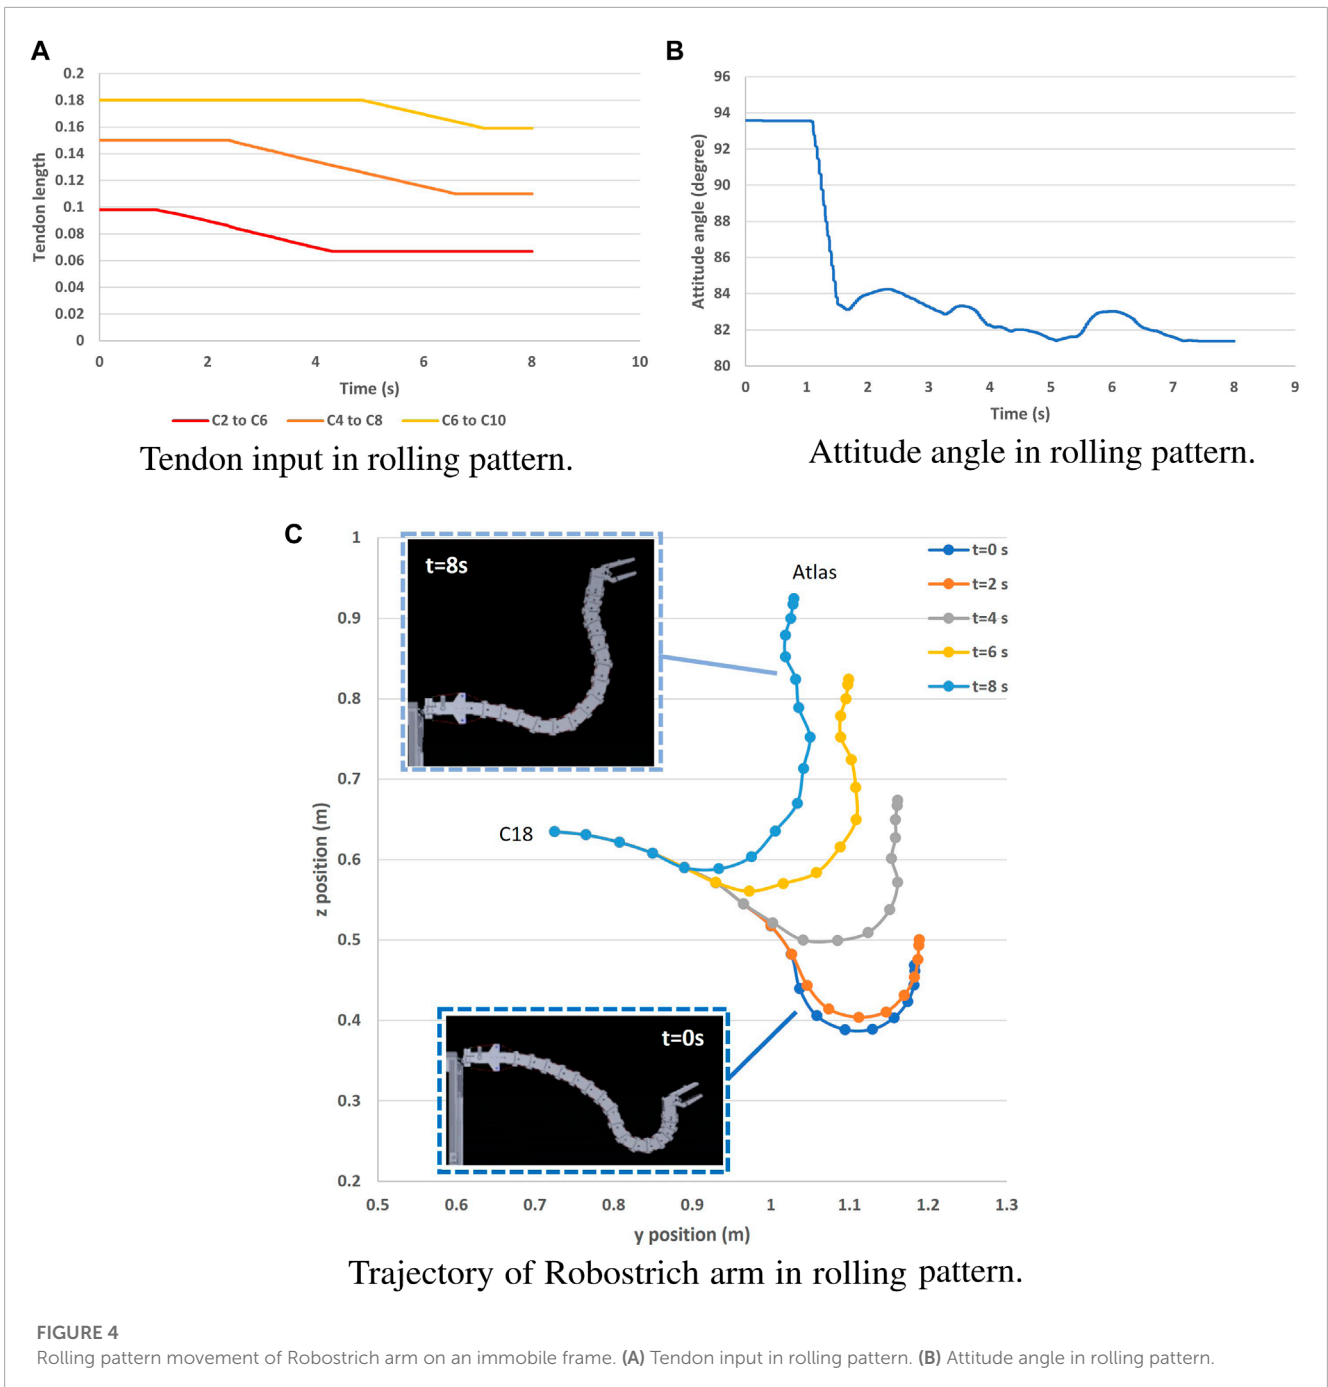 A
0.2
0.18
0.16
0.14
0.12
0.1
0.08
0.06
0.04
0.02
0
Tendon length
0 2 4 6 8 10
Time (s)
C2 to C6 C4 to C8 C6 to C10
Tendon input in rolling pattern.
B
96
94
92
90
88
86
84
82
80
Attitude angle (degree)
0 1 2 3 4 5 6 7 8 9
Time (s)
Attitude angle in rolling pattern.
C
1
0.9
0.8
0.7
0.6
0.5
0.4
0.3
0.2
z position (m)
t=8s
Atlas
t=0 s
t=2 s
t=4 s
t=6 s
t=8 s
C18
t=0s
0.5 0.6 0.7 0.8 0.9 1 1.1 1.2 1.3
y position (m)
Trajectory of Robostrich arm in rolling pattern.
FIGURE 4
Rolling pattern movement of Robostrich arm on an immobile frame. (A) Tendon input in rolling pattern. (B) Attitude angle in rolling pattern.